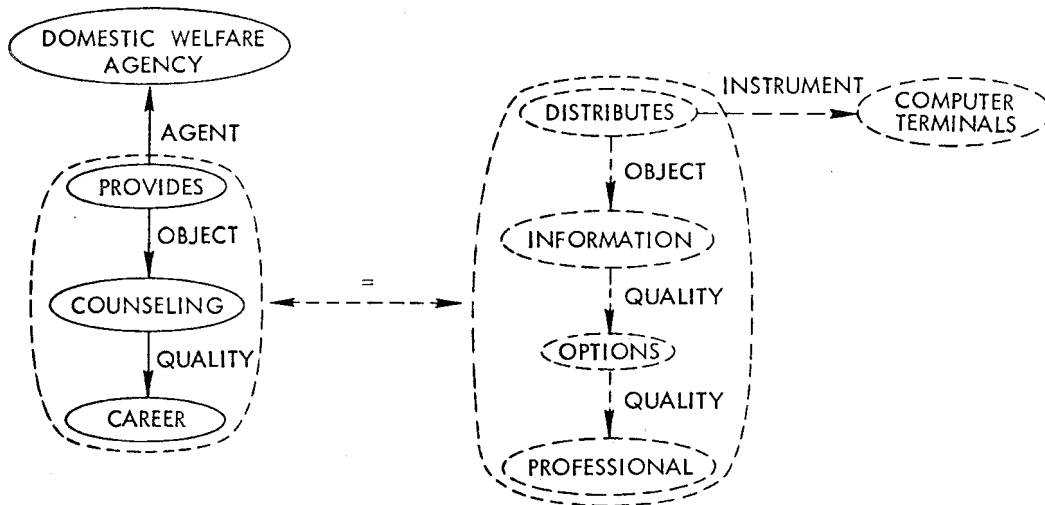 DOMESTIC WELFARE
AGENCY
AGENT
PROVIDES
OBJECT
COUNSELING
QUALITY
CAREER
=
DISTRIBUTES
INSTRUMENT
COMPUTER
TERMINALS
OBJECT
INFORMATION
QUALITY
OPTIONS
QUALITY
PROFESSIONAL